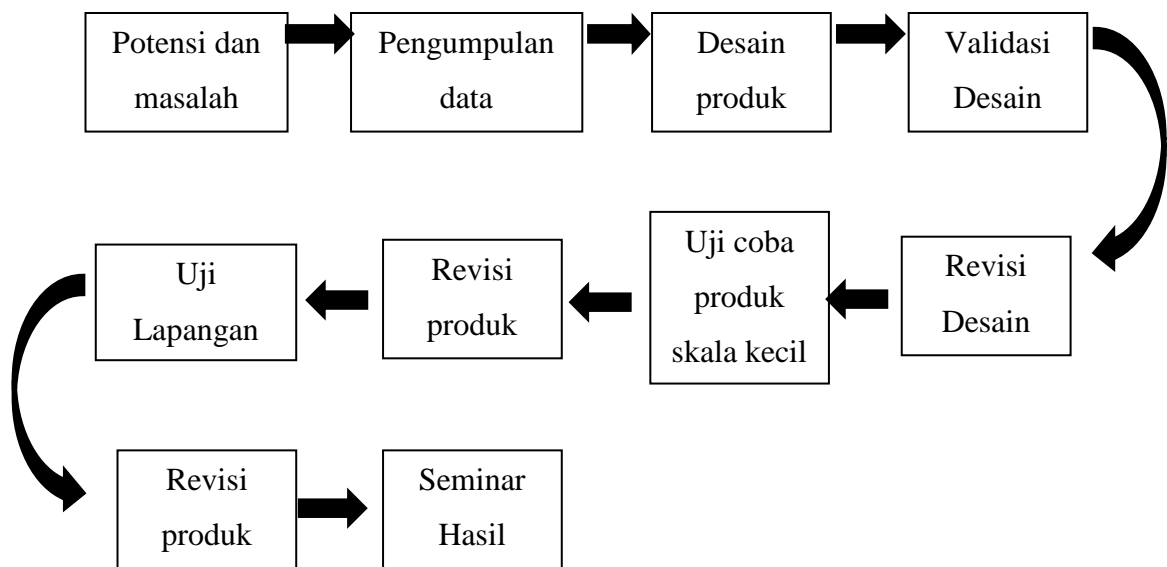 Potensi dan
masalah
Pengumpulan
data
Desain
produk
Validasi
Desain
Revisi
Desain
Uji coba
produk
skala kecil
Revisi
produk
Uji
Lapangan
Revisi
produk
Seminar
Hasil